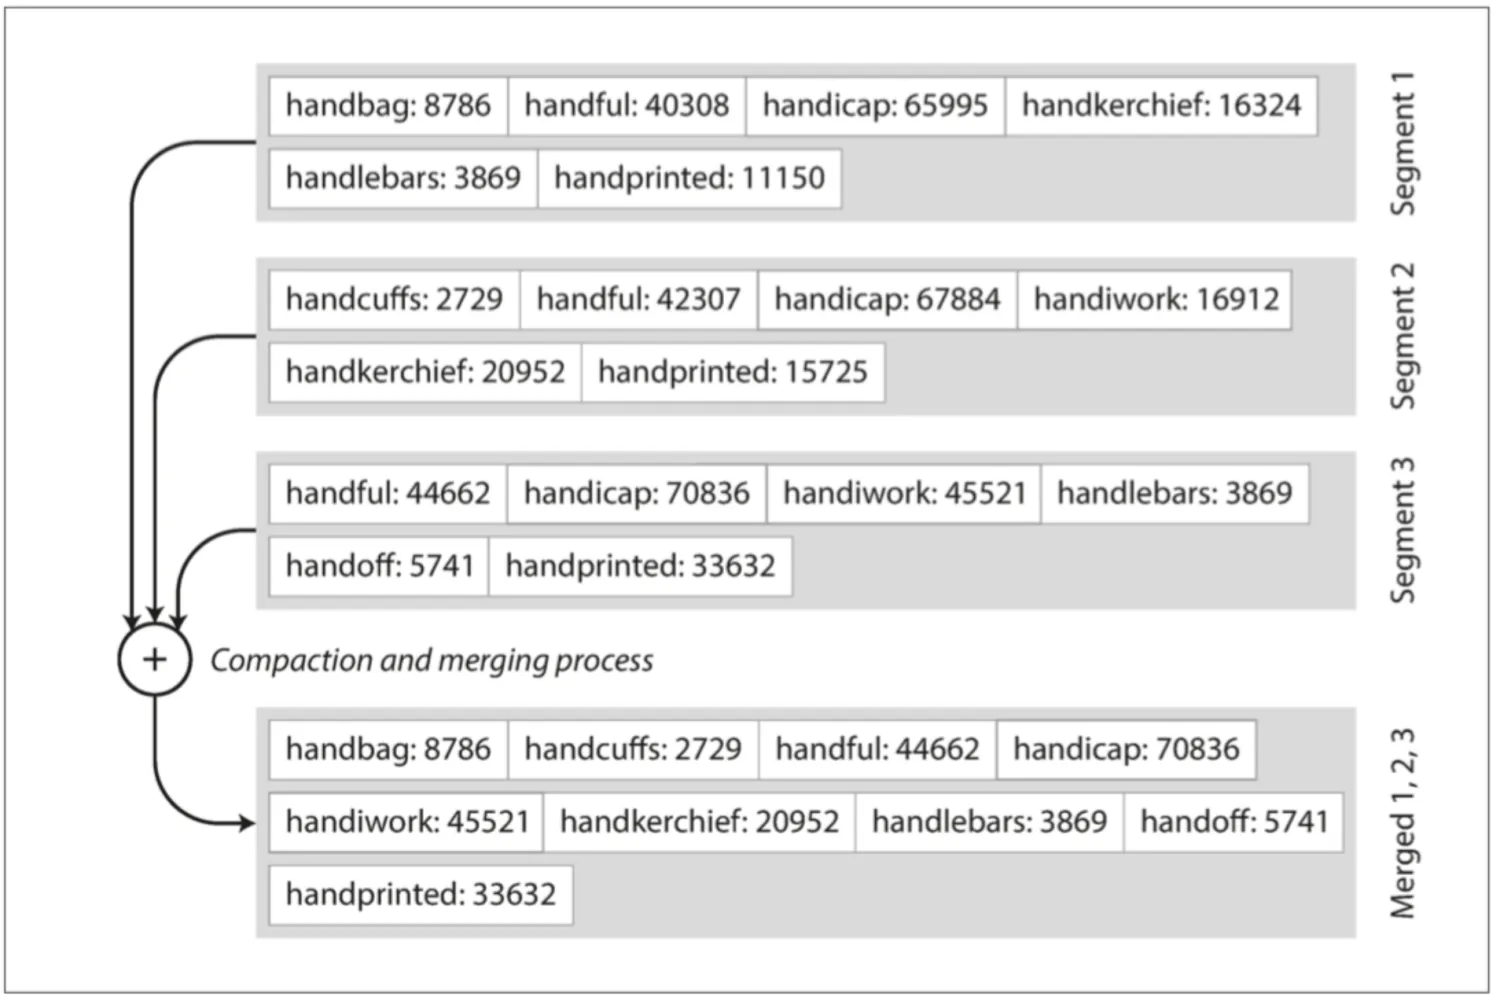 handbag: 8786 handful: 40308 handicap: 65995 handkerchief: 16324
handlebars: 3869 handprinted: 11150
Segment 1
handcuffs: 2729 handful: 42307 handicap: 67884 handiwork: 16912
handkerchief: 20952 handprinted: 15725
Segment 2
handful: 44662 handicap: 70836 handiwork: 45521 handlebars: 3869
handoff: 5741 handprinted: 33632
Segment 3
+ Compaction and merging process
handbag: 8786 handcuffs: 2729 handful: 44662 handicap: 70836
handiwork: 45521 handkerchief: 20952 handlebars: 3869 handoff: 5741
handprinted: 33632
Merged 1, 2, 3